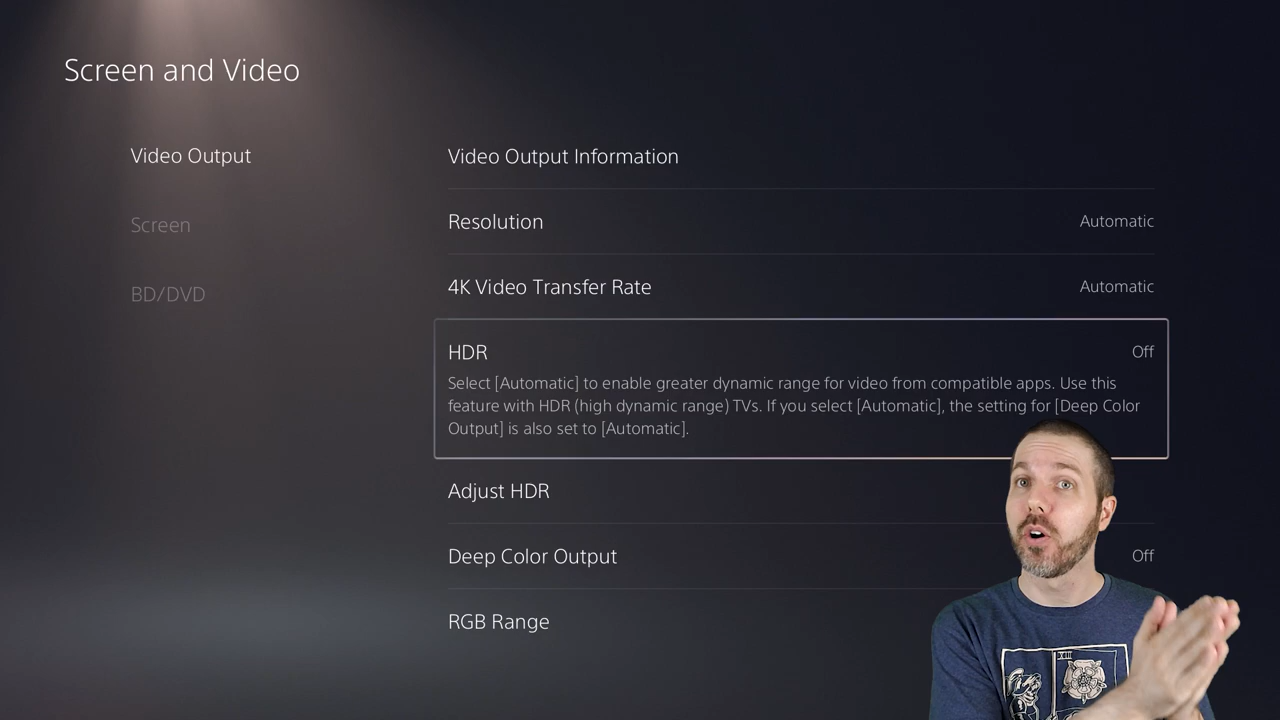 Screen and Video
Video Output
Screen
BD/DVD
Video Output Information
Resolution Automatic
4K Video Transfer Rate Automatic
HDR Off
Select [Automatic] to enable greater dynamic range for video from compatible apps. Use this
feature with HDR (high dynamic range) TVs. If you select [Automatic], the setting for [Deep Color
Output] is also set to [Automatic].
Adjust HDR
Deep Color Output Off
RGB Range
XIII